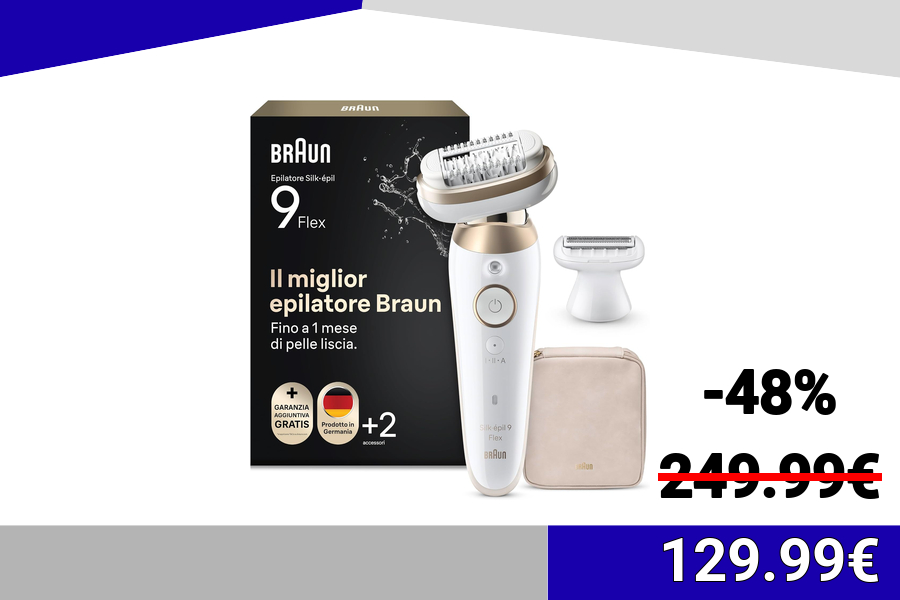 BRAUN
BRAUN
Epilatore Silk·épil
9 Flex
Il miglior
epilatore Braun
Fino a 1 mese
di pelle liscia.
+
GARANZIA
AGGIUNTIVA
GRATIS
Prodotto in
Germania
+2
accessori
I·II·A
Silk·épil 9
Flex
BRAUN
BRAUN
-48%
249.99€
129.99€